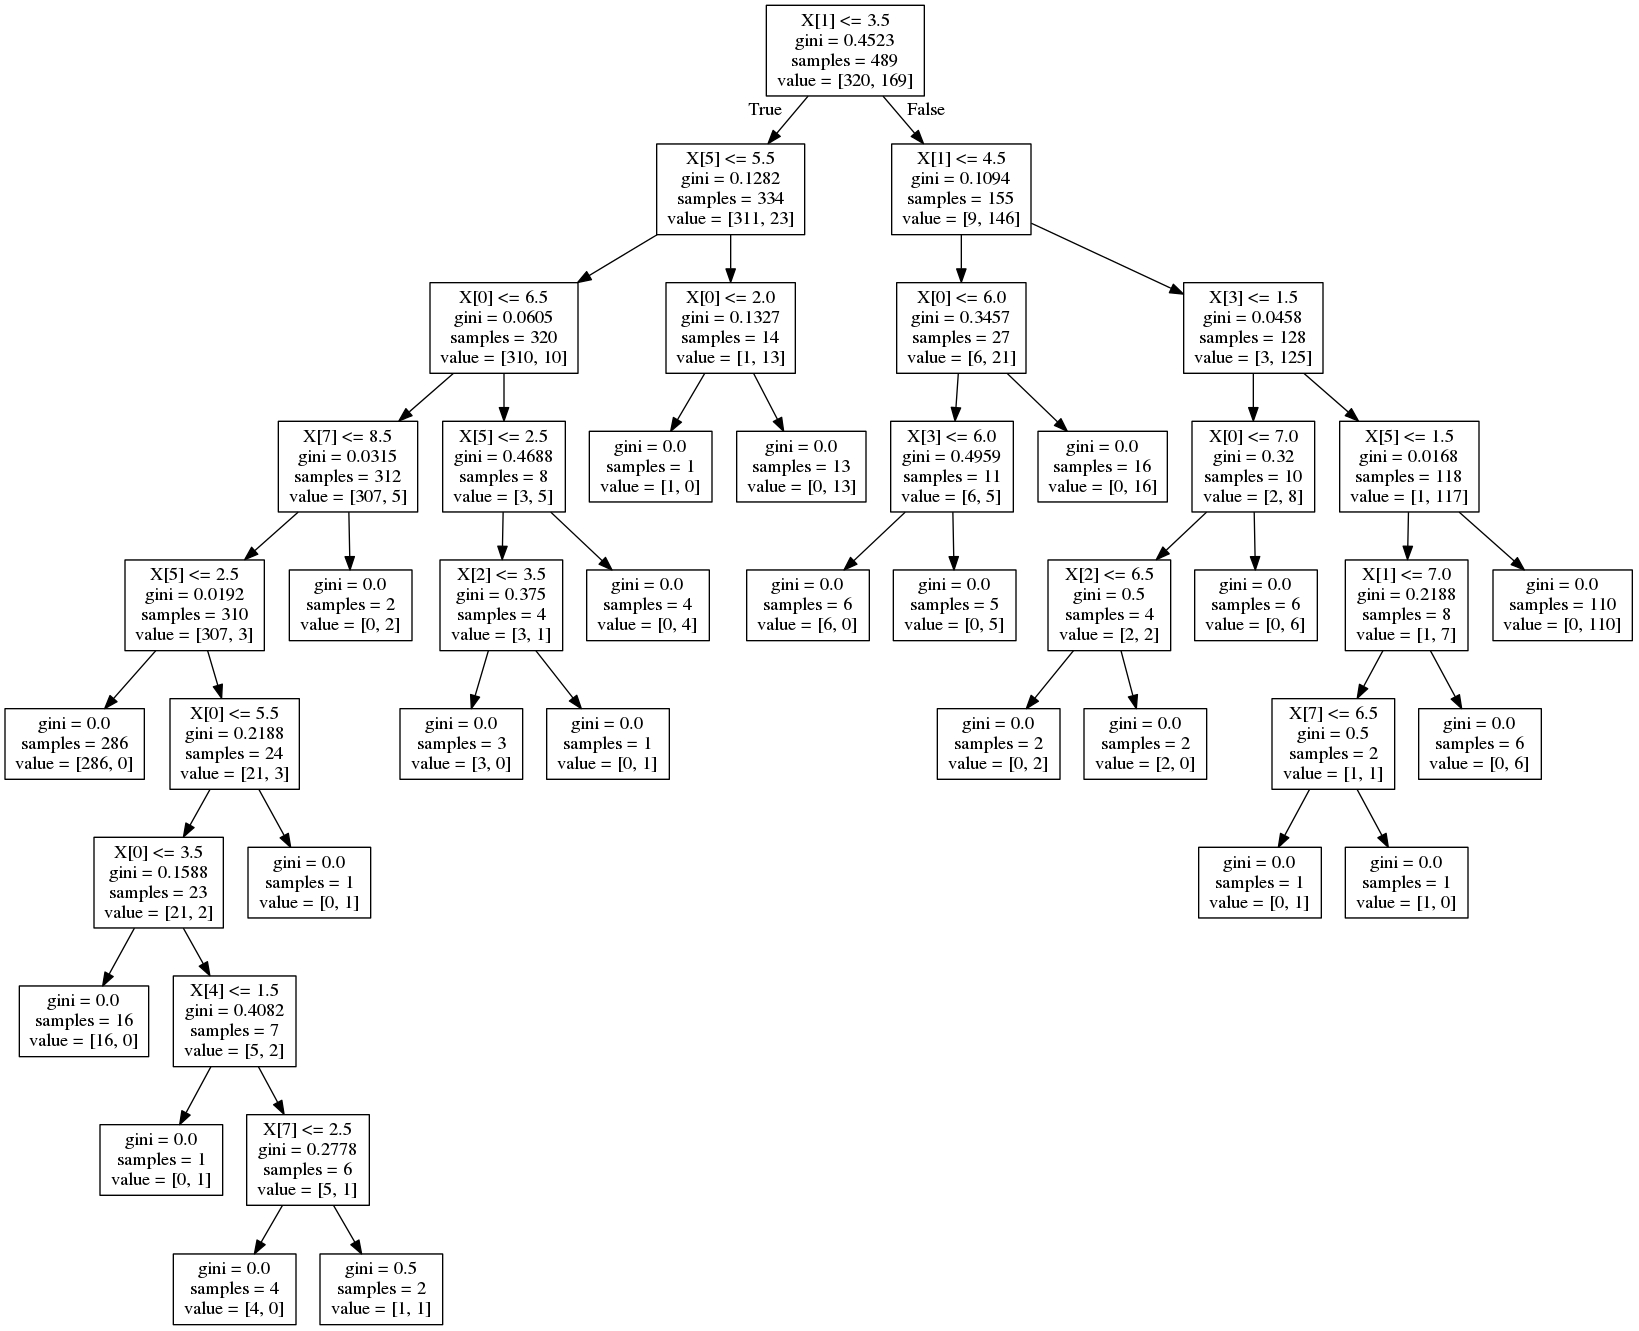 X[1] <= 3.5
gini = 0.4523
samples = 489
value = [320, 169]
True
False
X[5] <= 5.5
gini = 0.1282
samples = 334
value = [311, 23]
X[1] <= 4.5
gini = 0.1094
samples = 155
value = [9, 146]
X[0] <= 6.5
gini = 0.0605
samples = 320
value = [310, 10]
X[0] <= 2.0
gini = 0.1327
samples = 14
value = [1, 13]
X[0] <= 6.0
gini = 0.3457
samples = 27
value = [6, 21]
X[3] <= 1.5
gini = 0.0458
samples = 128
value = [3, 125]
X[7] <= 8.5
gini = 0.0315
samples = 312
value = [307, 5]
X[5] <= 2.5
gini = 0.4688
samples = 8
value = [3, 5]
gini = 0.0
samples = 1
value = [1, 0]
gini = 0.0
samples = 13
value = [0, 13]
X[3] <= 6.0
gini = 0.4959
samples = 11
value = [6, 5]
gini = 0.0
samples = 16
value = [0, 16]
X[0] <= 7.0
gini = 0.32
samples = 10
value = [2, 8]
X[5] <= 1.5
gini = 0.0168
samples = 118
value = [1, 117]
X[5] <= 2.5
gini = 0.0192
samples = 310
value = [307, 3]
gini = 0.0
samples = 2
value = [0, 2]
X[2] <= 3.5
gini = 0.375
samples = 4
value = [3, 1]
gini = 0.0
samples = 4
value = [0, 4]
gini = 0.0
samples = 6
value = [6, 0]
gini = 0.0
samples = 5
value = [0, 5]
X[2] <= 6.5
gini = 0.5
samples = 4
value = [2, 2]
gini = 0.0
samples = 6
value = [0, 6]
X[1] <= 7.0
gini = 0.2188
samples = 8
value = [1, 7]
gini = 0.0
samples = 110
value = [0, 110]
gini = 0.0
samples = 286
value = [286, 0]
X[0] <= 5.5
gini = 0.2188
samples = 24
value = [21, 3]
gini = 0.0
samples = 3
value = [3, 0]
gini = 0.0
samples = 1
value = [0, 1]
gini = 0.0
samples = 2
value = [0, 2]
gini = 0.0
samples = 2
value = [2, 0]
X[7] <= 6.5
gini = 0.5
samples = 2
value = [1, 1]
gini = 0.0
samples = 6
value = [0, 6]
X[0] <= 3.5
gini = 0.1588
samples = 23
value = [21, 2]
gini = 0.0
samples = 1
value = [0, 1]
gini = 0.0
samples = 1
value = [0, 1]
gini = 0.0
samples = 1
value = [1, 0]
gini = 0.0
samples = 16
value = [16, 0]
X[4] <= 1.5
gini = 0.4082
samples = 7
value = [5, 2]
gini = 0.0
samples = 1
value = [0, 1]
X[7] <= 2.5
gini = 0.2778
samples = 6
value = [5, 1]
gini = 0.0
samples = 4
value = [4, 0]
gini = 0.5
samples = 2
value = [1, 1]